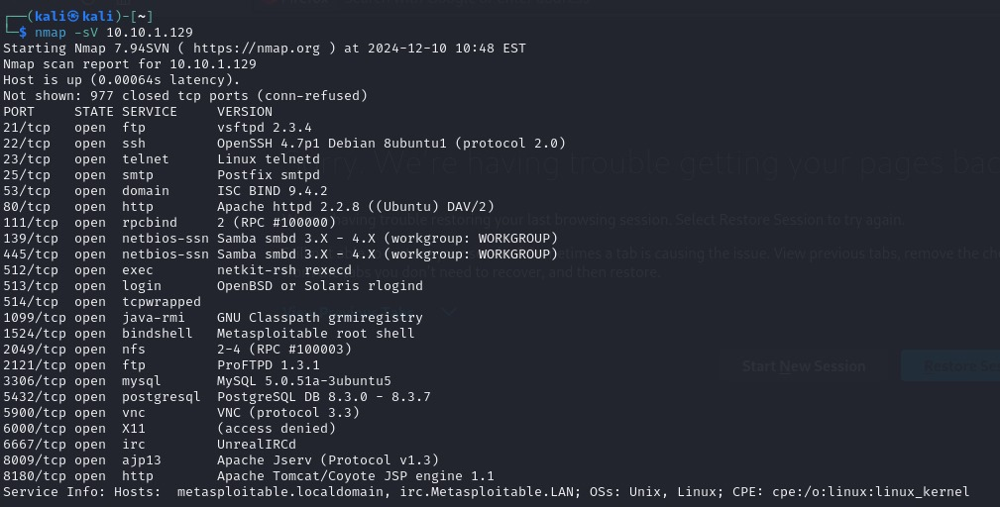 (kali㉿kali)-[~]
$ nmap -sV 10.10.1.129
Starting Nmap 7.94SVN ( https://nmap.org ) at 2024-12-10 10:48 EST
Nmap scan report for 10.10.1.129
Host is up (0.00064s latency).
Not shown: 977 closed tcp ports (conn-refused)
PORT     STATE SERVICE     VERSION
21/tcp   open  ftp         vsftpd 2.3.4
22/tcp   open  ssh         OpenSSH 4.7p1 Debian 8ubuntu1 (protocol 2.0)
23/tcp   open  telnet      Linux telnetd
25/tcp   open  smtp        Postfix smtpd
53/tcp   open  domain      ISC BIND 9.4.2
80/tcp   open  http        Apache httpd 2.2.8 ((Ubuntu) DAV/2)
111/tcp  open  rpcbind     2 (RPC #100000)
139/tcp  open  netbios-ssn Samba smbd 3.X - 4.X (workgroup: WORKGROUP)
445/tcp  open  netbios-ssn Samba smbd 3.X - 4.X (workgroup: WORKGROUP)
512/tcp  open  exec        netkit-rsh rexecd
513/tcp  open  login       OpenBSD or Solaris rlogind
514/tcp  open  tcpwrapped
1099/tcp open  java-rmi    GNU Classpath grmiregistry
1524/tcp open  bindshell   Metasploitable root shell
2049/tcp open  nfs         2-4 (RPC #100003)
2121/tcp open  ftp         ProFTPD 1.3.1
3306/tcp open  mysql       MySQL 5.0.51a-3ubuntu5
5432/tcp open  postgresql  PostgreSQL DB 8.3.0 - 8.3.7
5900/tcp open  vnc         VNC (protocol 3.3)
6000/tcp open  X11         (access denied)
6667/tcp open  irc         UnrealIRCd
8009/tcp open  ajp13       Apache Jserv (Protocol v1.3)
8180/tcp open  http        Apache Tomcat/Coyote JSP engine 1.1
Service Info: Hosts:  metasploitable.localdomain, irc.Metasploitable.LAN; OSs: Unix, Linux; CPE: cpe:/o:linux:linux_kernel
We're having trouble getting your pages
having trouble restoring your last browsing session. Select Restore Session to try again.
a tab is causing the issue. View previous tabs, remove the
you don't need to recover, and then restore.
Start New Session
Restore